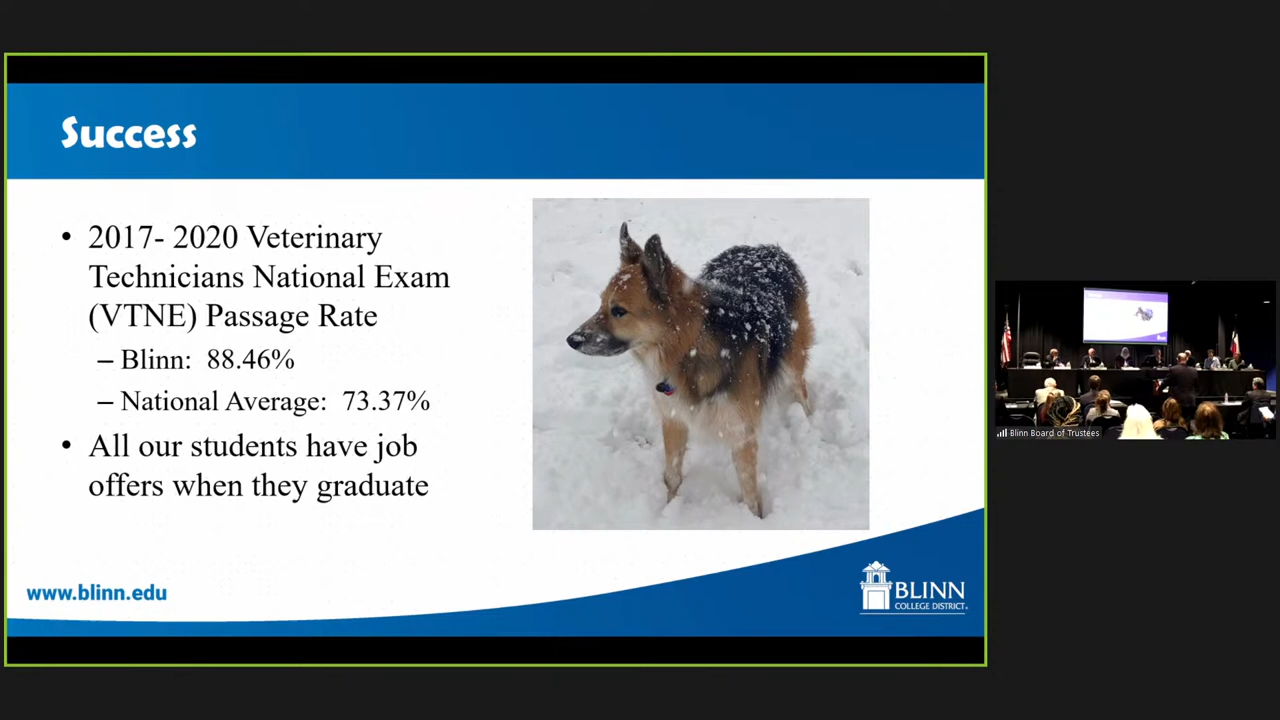 Success
• 2017- 2020 Veterinary
Technicians National Exam
(VTNE) Passage Rate
– Blinn: 88.46%
– National Average: 73.37%
• All our students have job
offers when they graduate
www.blinn.edu
BLINN
COLLEGE DISTRICT.
Blinn Board of Trustees